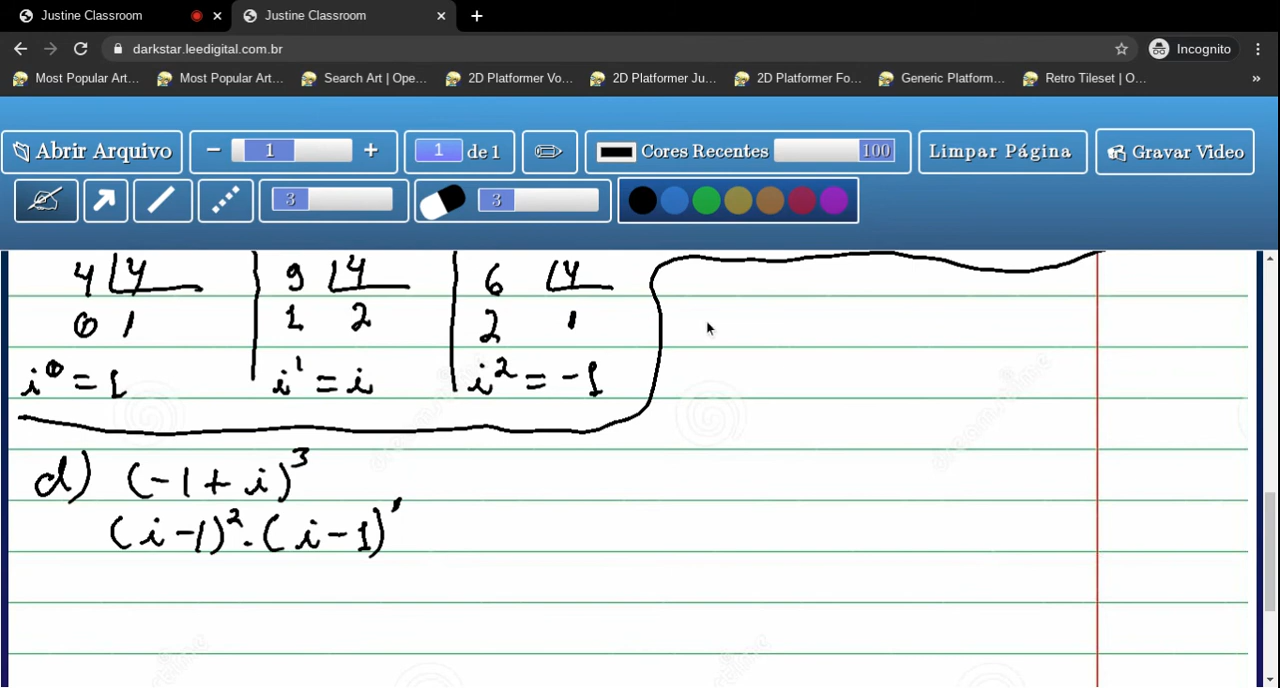 Justine Classroom
Justine Classroom
darkstar.leedigital.com.br
Incognito
Most Popular Art...
Most Popular Art...
Search Art | Ope...
2D Platformer Vo...
2D Platformer Ju...
2D Platformer Fo...
Generic Platform...
Retro Tileset | O...
»
Abrir Arquivo
− 1 +
1 de 1
Cores Recentes 100
Limpar Página
Gravar Video
3
3
4 4 9 4 6 4
0 1 1 2 2 1
i⁰ = 1 i¹ = i i² = -1
d) (-1 + i)³
(i - 1)² . (i - 1)¹